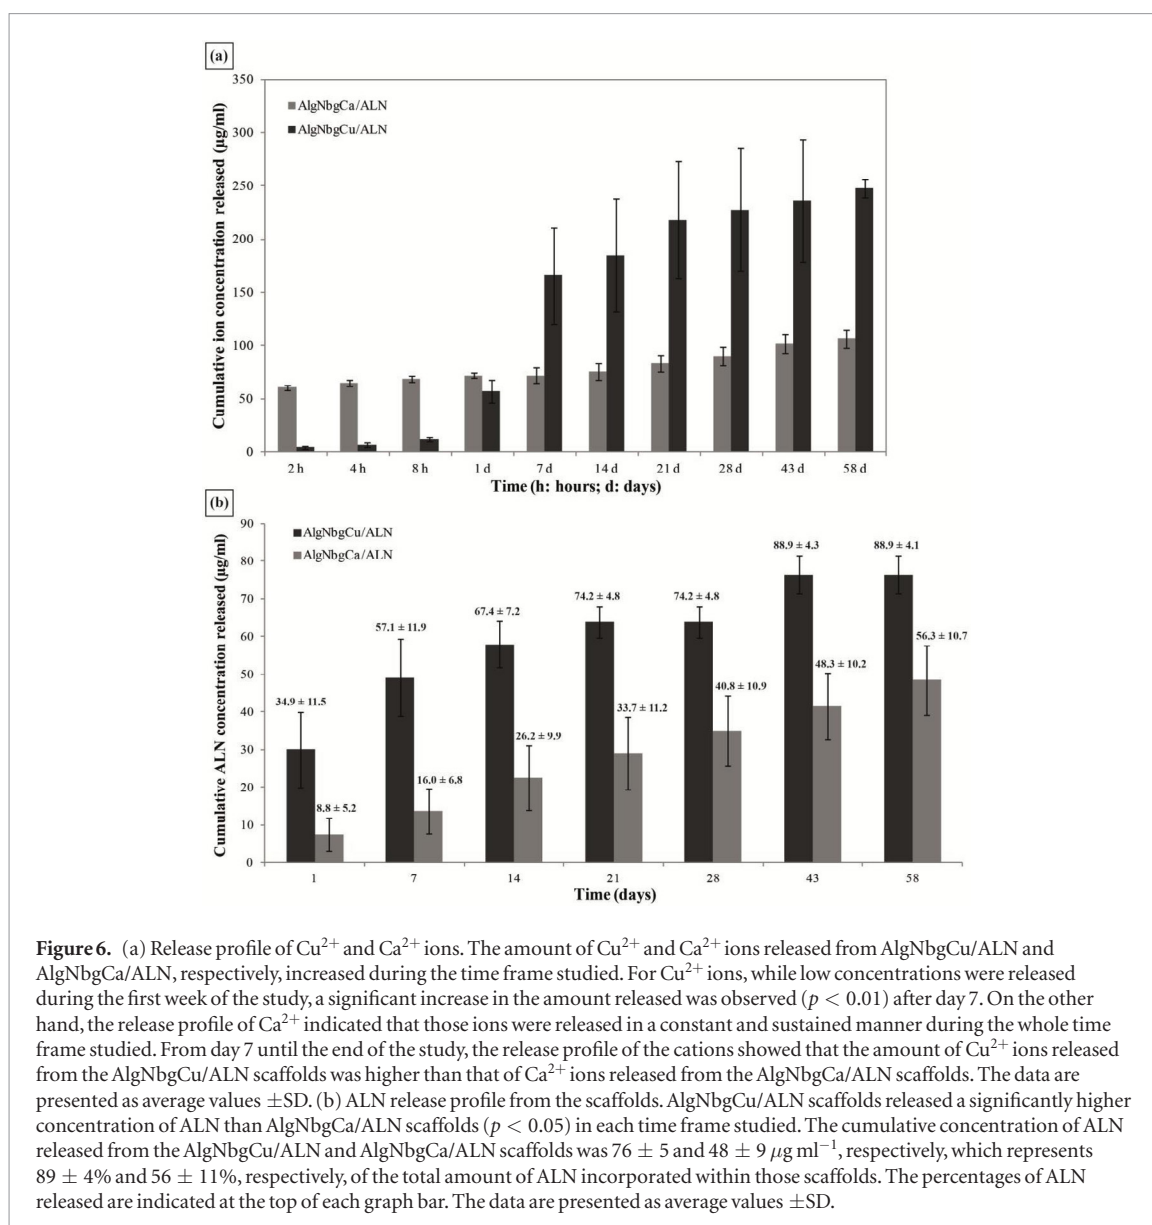 (a)
350
300
250
200
150
100
50
0
Cumulative ion concentration released (µg/ml)
AlgNbgCa/ALN
AlgNbgCu/ALN
2 h 4 h 8 h 1 d 7 d 14 d 21 d 28 d 43 d 58 d
Time (h: hours; d: days)
(b)
90
80
70
60
50
40
30
20
10
0
Cumulative ALN concentration released (µg/ml)
AlgNbgCu/ALN
AlgNbgCa/ALN
34.9 ± 11.5
8.8 ± 5.2
57.1 ± 11.9
16.0 ± 6.8
67.4 ± 7.2
26.2 ± 9.9
74.2 ± 4.8
33.7 ± 11.2
74.2 ± 4.8
40.8 ± 10.9
88.9 ± 4.3
48.3 ± 10.2
88.9 ± 4.1
56.3 ± 10.7
1 7 14 21 28 43 58
Time (days)
Figure 6. (a) Release profile of Cu²⁺ and Ca²⁺ ions. The amount of Cu²⁺ and Ca²⁺ ions released from AlgNbgCu/ALN and
AlgNbgCa/ALN, respectively, increased during the time frame studied. For Cu²⁺ ions, while low concentrations were released
during the first week of the study, a significant increase in the amount released was observed (p < 0.01) after day 7. On the other
hand, the release profile of Ca²⁺ indicated that those ions were released in a constant and sustained manner during the whole time
frame studied. From day 7 until the end of the study, the release profile of the cations showed that the amount of Cu²⁺ ions released
from the AlgNbgCu/ALN scaffolds was higher than that of Ca²⁺ ions released from the AlgNbgCa/ALN scaffolds. The data are
presented as average values ±SD. (b) ALN release profile from the scaffolds. AlgNbgCu/ALN scaffolds released a significantly higher
concentration of ALN than AlgNbgCa/ALN scaffolds (p < 0.05) in each time frame studied. The cumulative concentration of ALN
released from the AlgNbgCu/ALN and AlgNbgCa/ALN scaffolds was 76 ± 5 and 48 ± 9 µg ml⁻¹, respectively, which represents
89 ± 4% and 56 ± 11%, respectively, of the total amount of ALN incorporated within those scaffolds. The percentages of ALN
released are indicated at the top of each graph bar. The data are presented as average values ±SD.